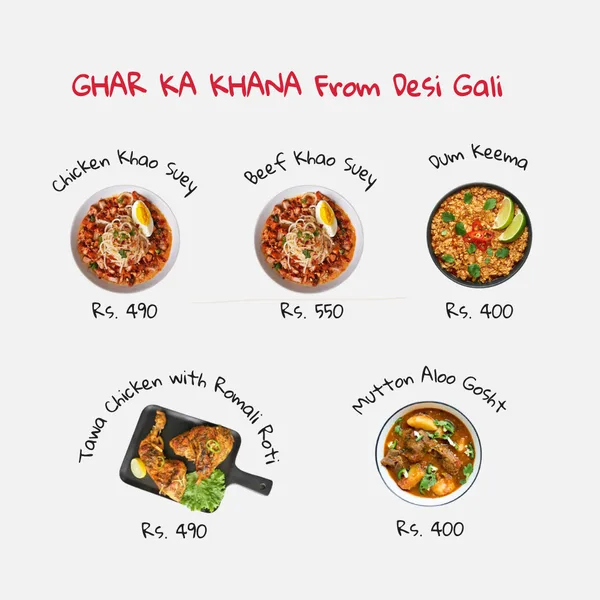 GHAR KA KHANA From Desi Gali
Chicken Khao Suey
Beef Khao Suey
Dum Keema
Rs. 490
Rs. 550
Rs. 400
Tawa Chicken with Romali Roti
Mutton Aloo Gosht
Rs. 490
Rs. 400